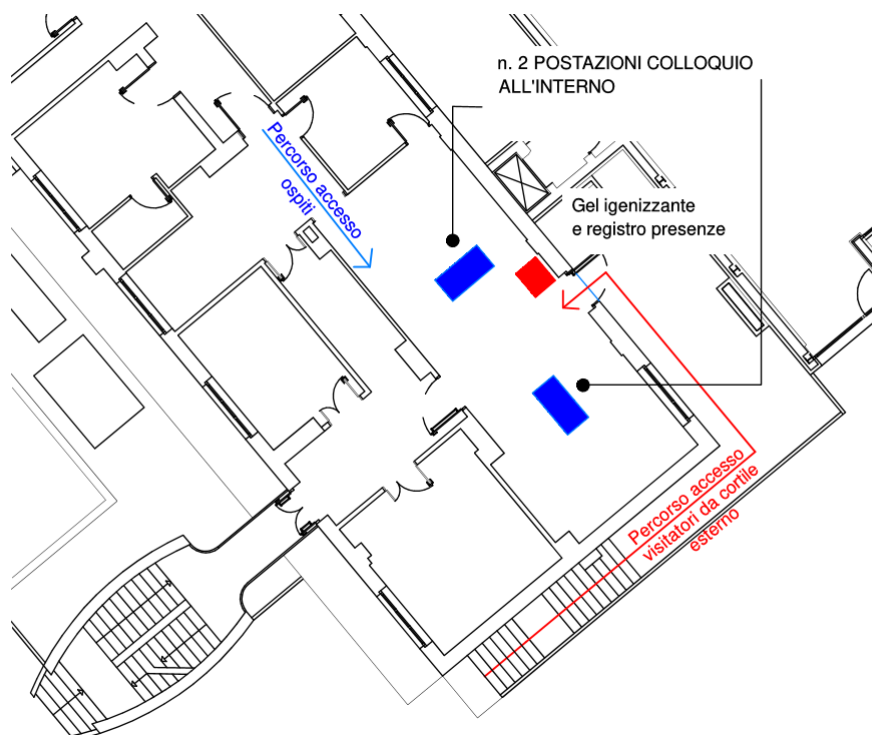 n. 2 POSTAZIONI COLLOQUIO
ALL'INTERNO
Percorso accesso
ospiti
Gel igenizzante
e registro presenze
Percorso accesso
visitatori da cortile
esterno